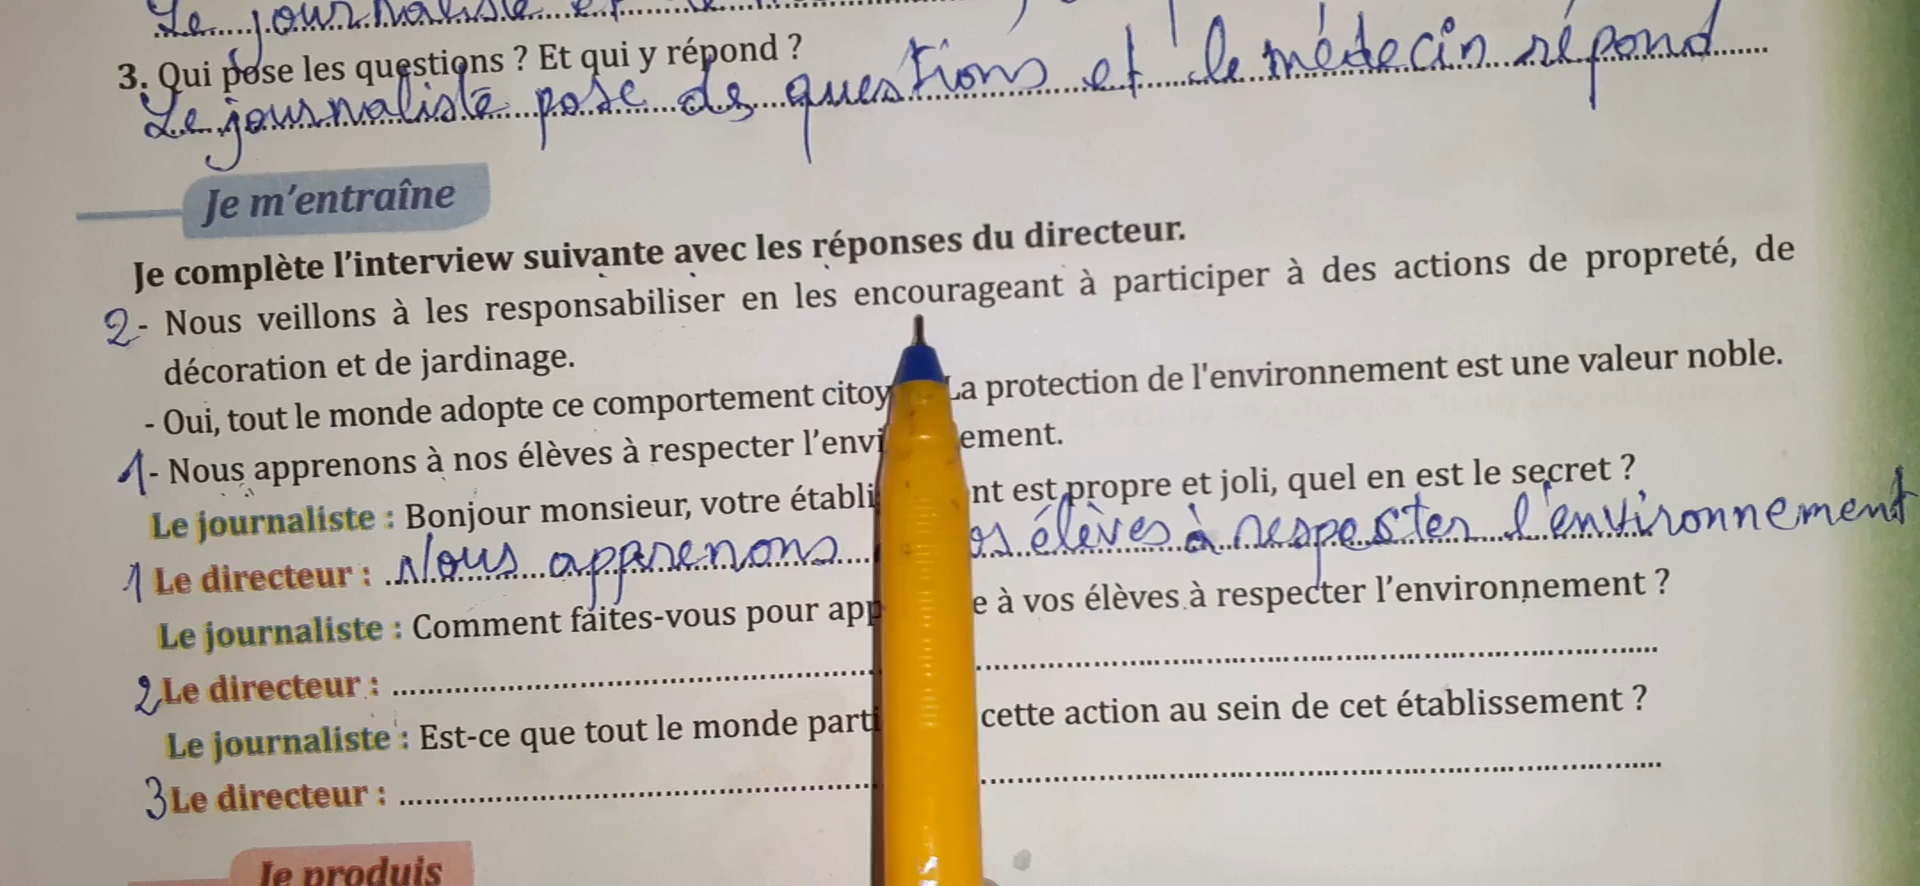 Le journaliste et le
3. Qui pose les questions ? Et qui y répond ?
Le journaliste pose des questions et le médecin répond
Je m'entraîne
Je complète l'interview suivante avec les réponses du directeur.
2- Nous veillons à les responsabiliser en les encourageant à participer à des actions de propreté, de
décoration et de jardinage.
- Oui, tout le monde adopte ce comportement citoy La protection de l'environnement est une valeur noble.
1- Nous apprenons à nos élèves à respecter l'envi ement.
Le journaliste : Bonjour monsieur, votre établi nt est propre et joli, quel en est le secret ?
1 Le directeur : Nous apprenons os élèves à respecter l'environnement
Le journaliste : Comment faites-vous pour app e à vos élèves à respecter l'environnement ?
2 Le directeur :
Le journaliste : Est-ce que tout le monde parti cette action au sein de cet établissement ?
3 Le directeur :
Je produis